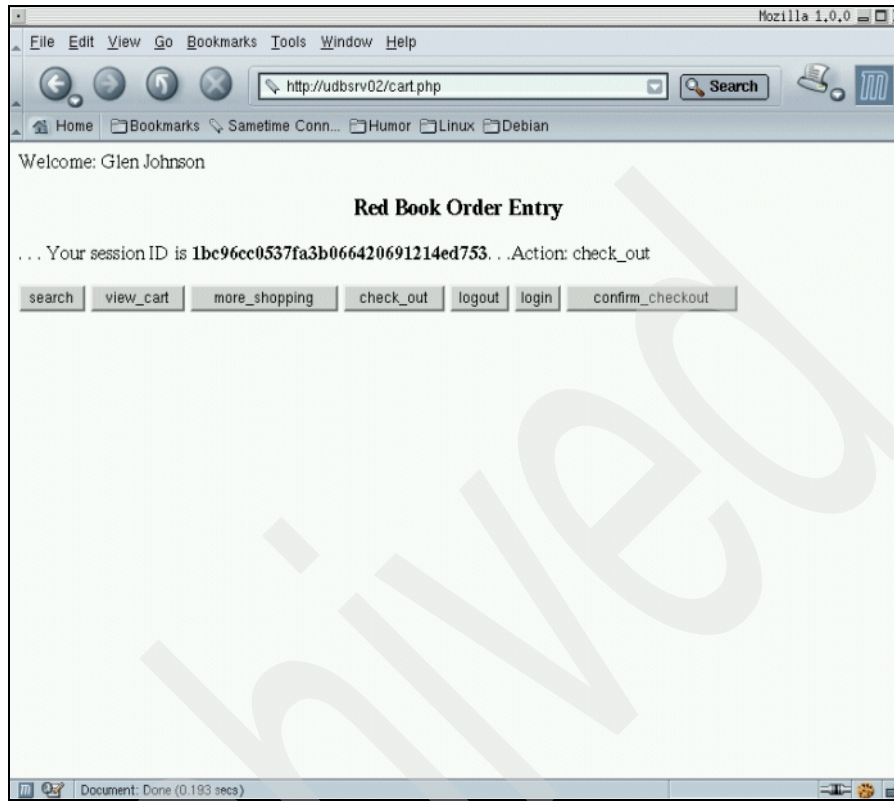 Mozilla 1.0.0
File Edit View Go Bookmarks Tools Window Help
http://udbsrv02/cart.php Search
Home Bookmarks Sametime Conn... Humor Linux Debian
Welcome: Glen Johnson
Red Book Order Entry
. . . Your session ID is 1bc96cc0537fa3b066420691214ed753. . .Action: check_out
search view_cart more_shopping check_out logout login confirm_checkout
hived
Document: Done (0.193 secs)